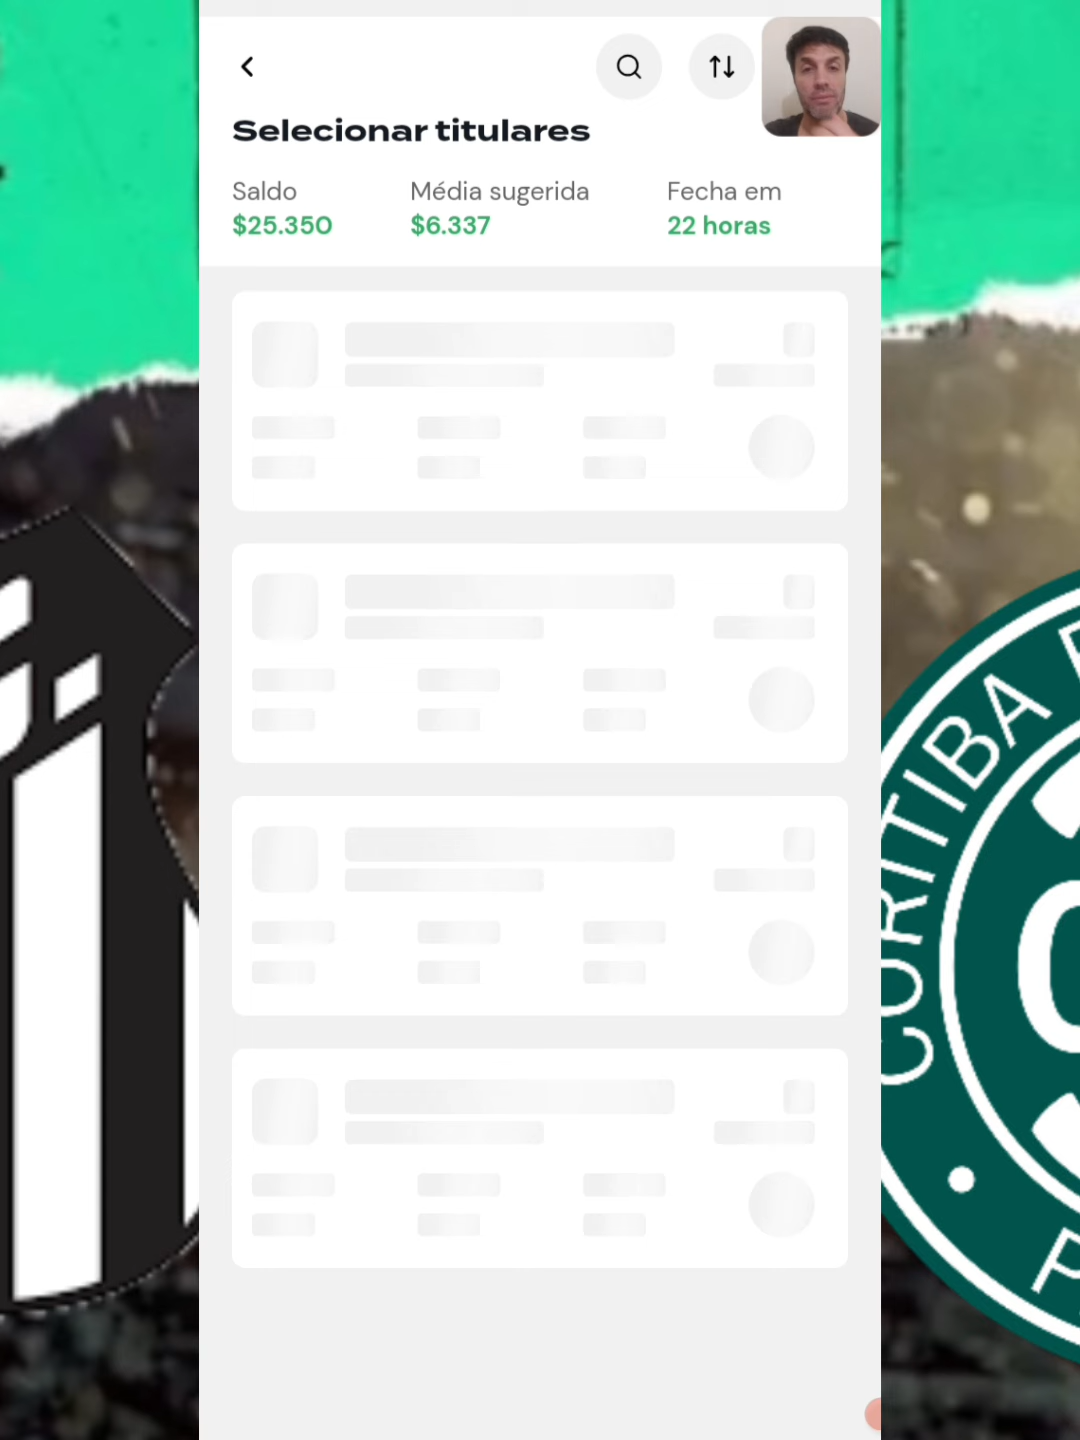 Selecionar titulares
Saldo
Média sugerida
Fecha em
$25.350
$6.337
22 horas
CORITIBA
P